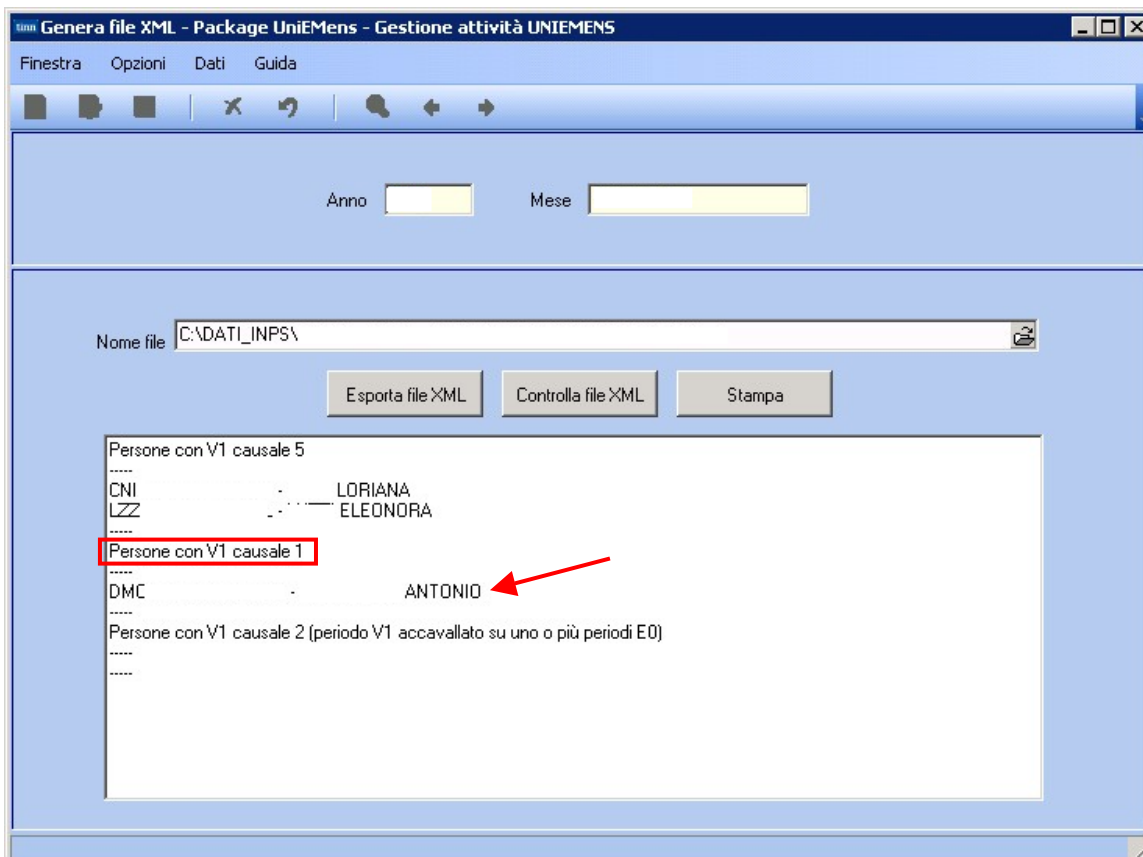 tinn Genera file XML - Package UniEMens - Gestione attività UNIEMENS
Finestra Opzioni Dati Guida
Anno Mese
Nome file C:\DATI_INPS\
Esporta file XML Controlla file XML Stampa
Persone con V1 causale 5
-----
CNI - LORIANA
LZZ - ELEONORA
-----
Persone con V1 causale 1
-----
DMC - ANTONIO
-----
Persone con V1 causale 2 (periodo V1 accavallato su uno o più periodi E0)
-----
-----